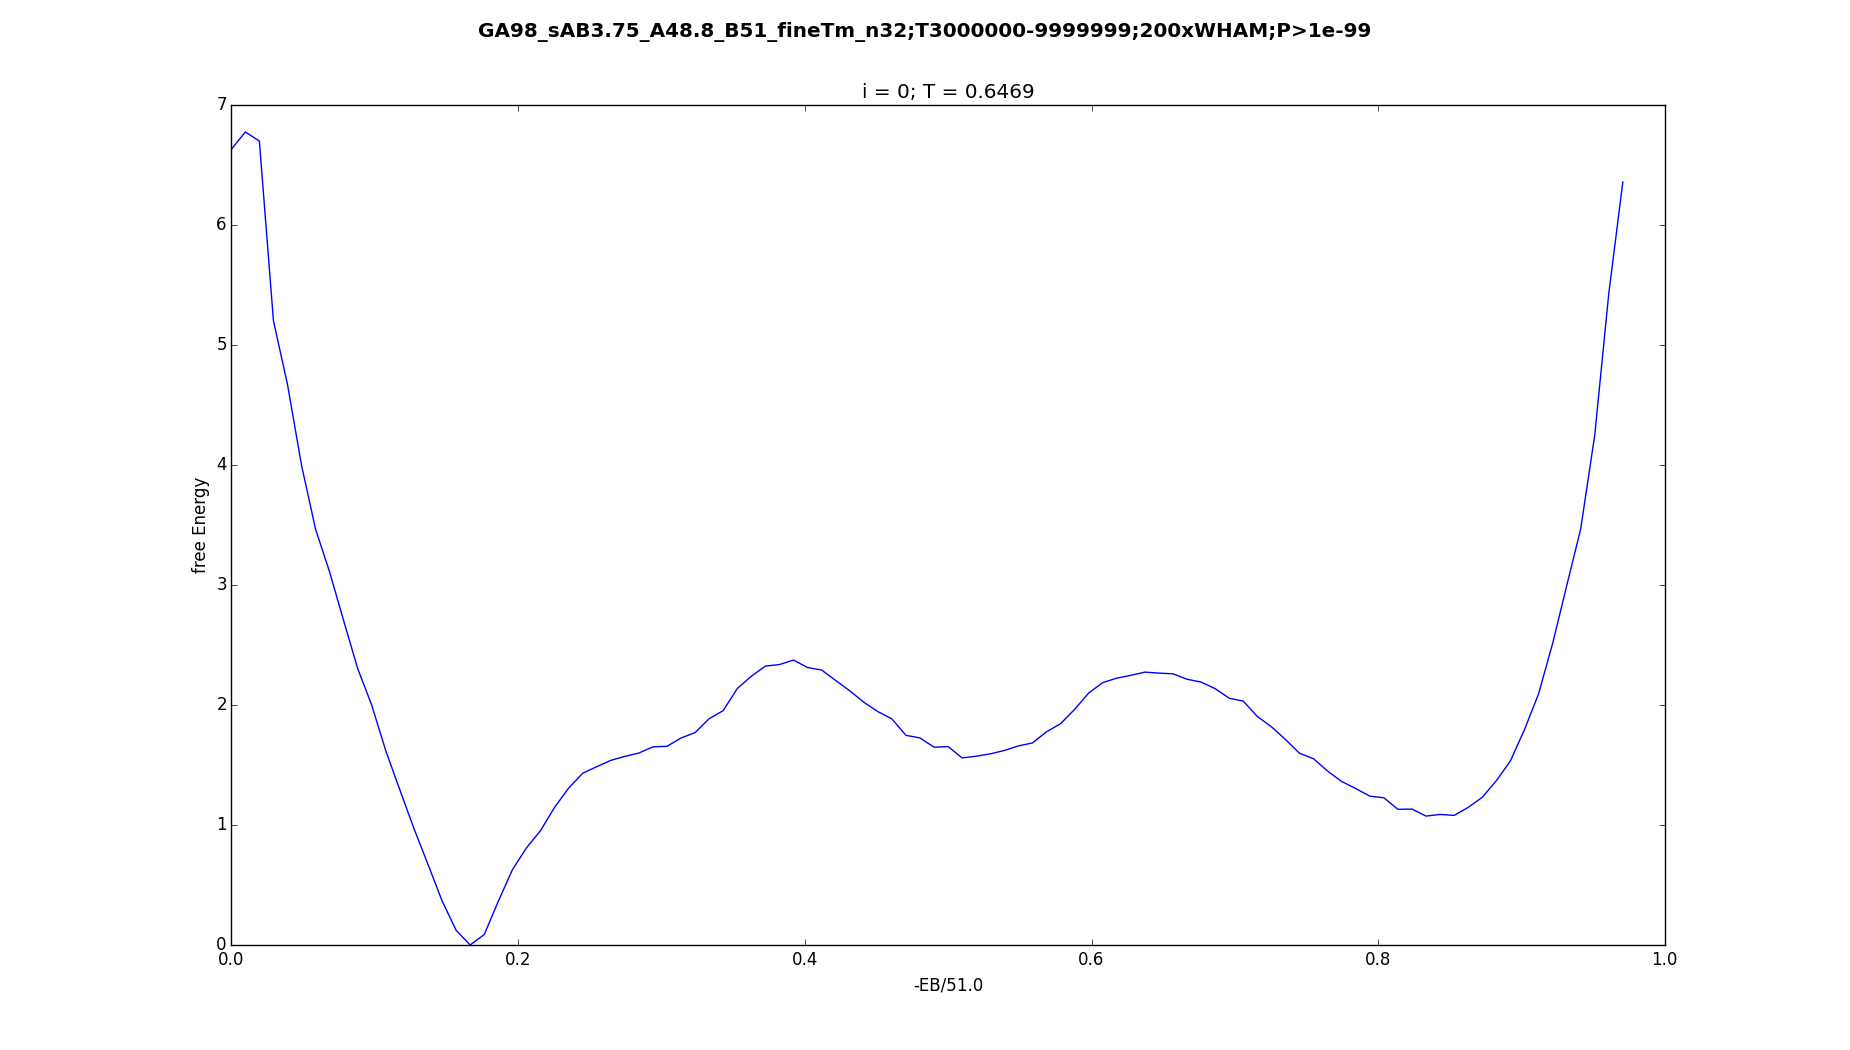 GA98_sAB3.75_A48.8_B51_fineTm_n32;T3000000-9999999;200xWHAM;P>1e-99
i = 0; T = 0.6469
7
6
5
4
3
2
1
0
free Energy
0.0 0.2 0.4 0.6 0.8 1.0
-EB/51.0